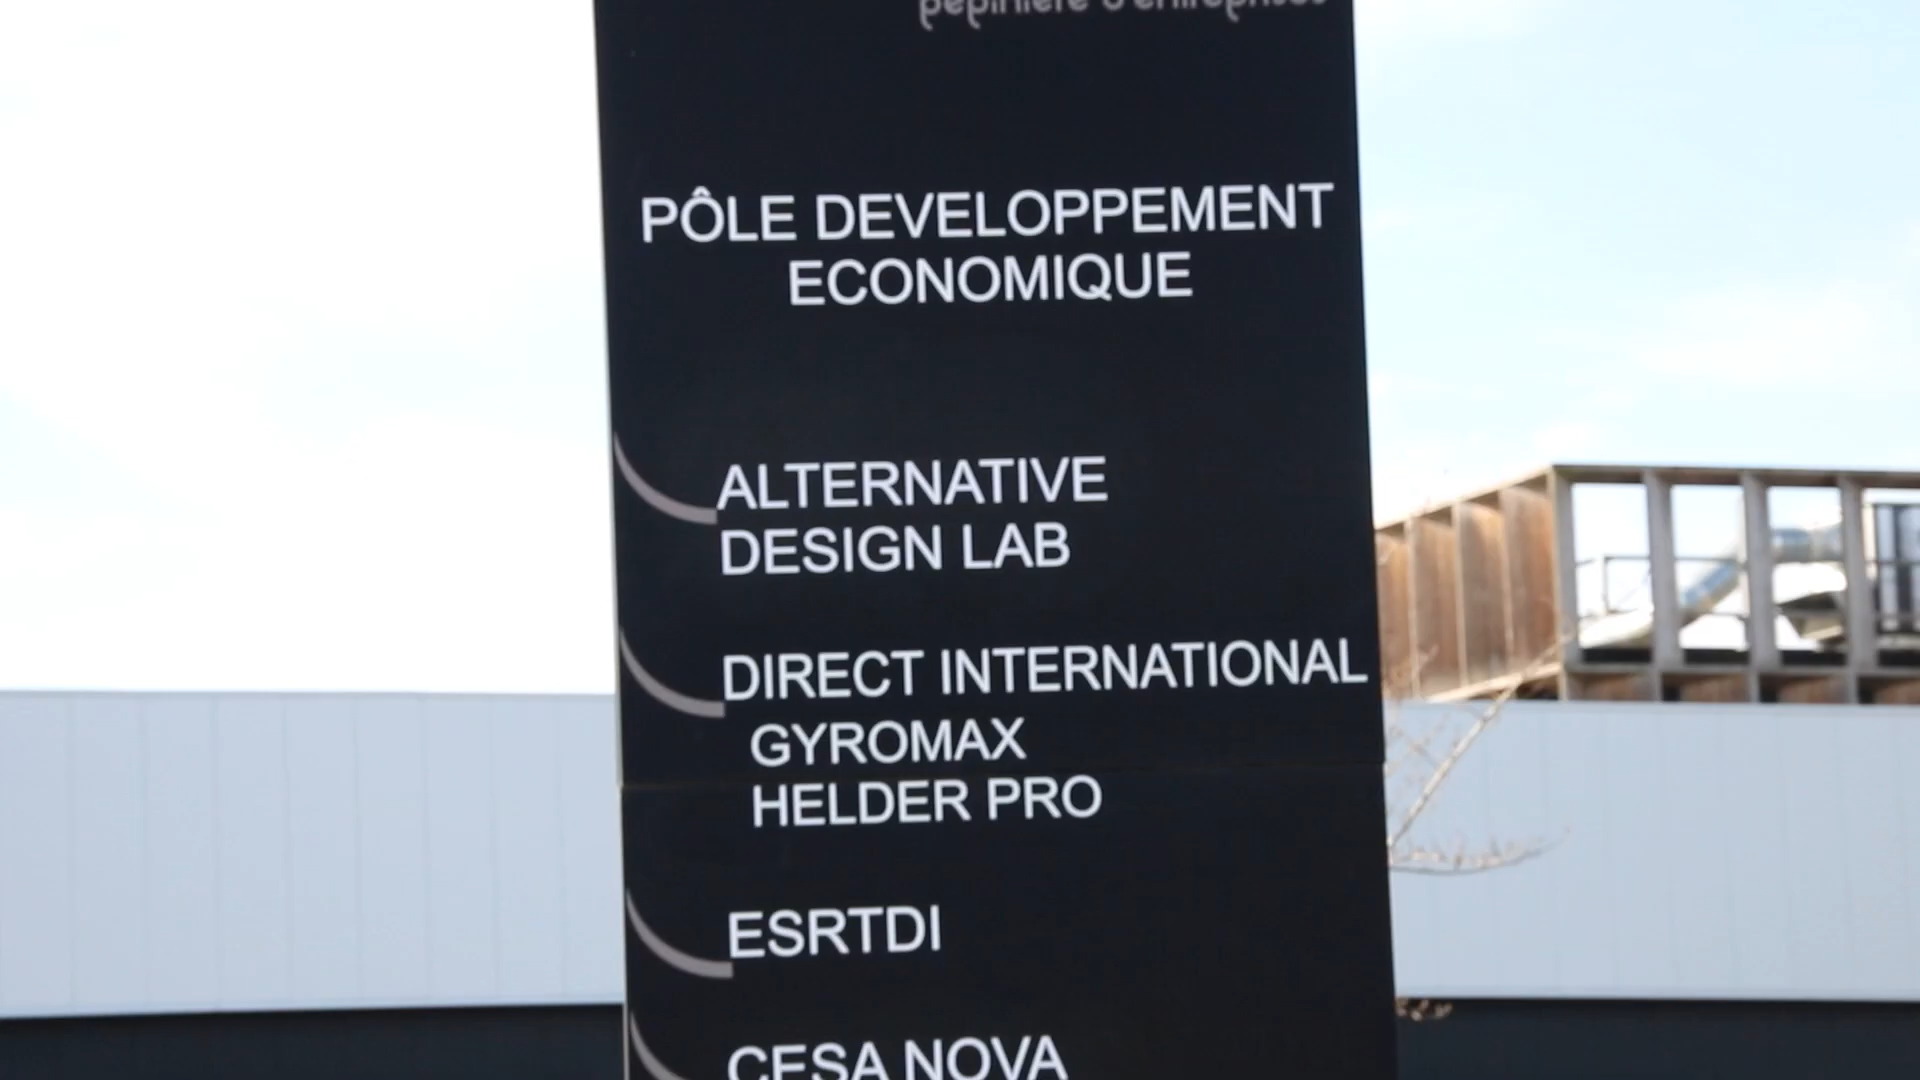 pépinière d'entreprises
PÔLE DEVELOPPEMENT
ECONOMIQUE
ALTERNATIVE
DESIGN LAB
DIRECT INTERNATIONAL
GYROMAX
HELDER PRO
ESRTDI
CESA NOVA